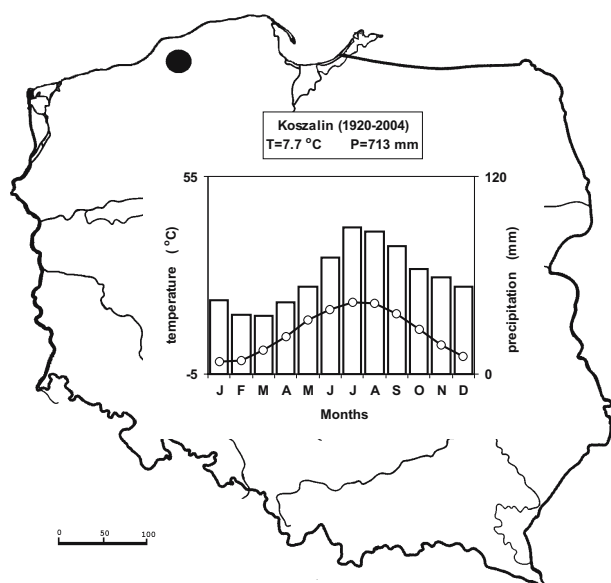 Koszalin (1920-2004)
T=7.7 °C P=713 mm
55
120
temperature (°C)
precipitation (mm)
-5
0
J F M A M J J A S O N D
Months
0 50 100